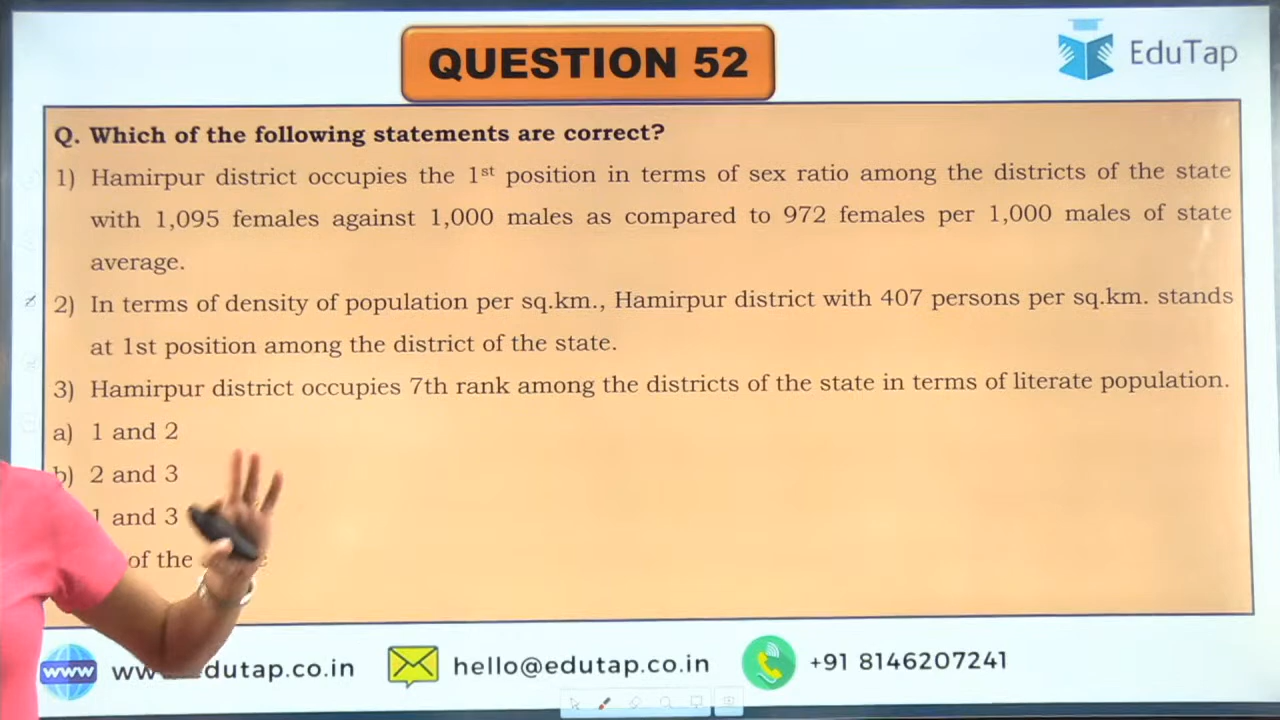 QUESTION 52
EduTap
Q. Which of the following statements are correct?
1) Hamirpur district occupies the 1st position in terms of sex ratio among the districts of the state
with 1,095 females against 1,000 males as compared to 972 females per 1,000 males of state
average.
2) In terms of density of population per sq.km., Hamirpur district with 407 persons per sq.km. stands
at 1st position among the district of the state.
3) Hamirpur district occupies 7th rank among the districts of the state in terms of literate population.
a) 1 and 2
b) 2 and 3
1 and 3
of the
www
hello@edutap.co.in
+91 8146207241